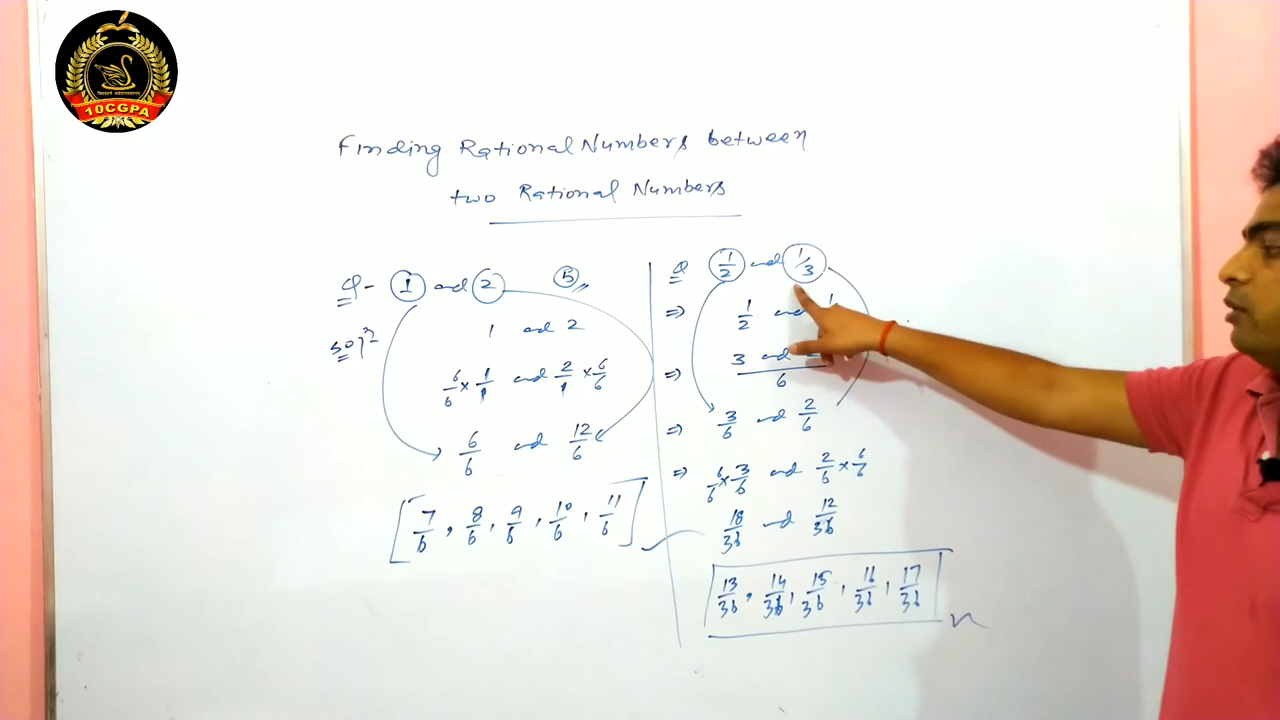 10CGPA
Finding Rational Numbers between
two Rational Numbers
Q- 1 and 2 5
Sol^n
1 and 2
6/6 × 1/1 and 2/1 × 6/6
6/6 and 12/6
[7/6, 8/6, 9/6, 10/6, 11/6]
Q 1/2 and 1/3
⇒ 1/2 and 1
⇒ 3 and
6
⇒ 3/6 and 2/6
⇒ 6/6 × 3/6 and 2/6 × 6/6
18/36 and 12/36
13/36, 14/36, 15/36, 16/36, 17/36